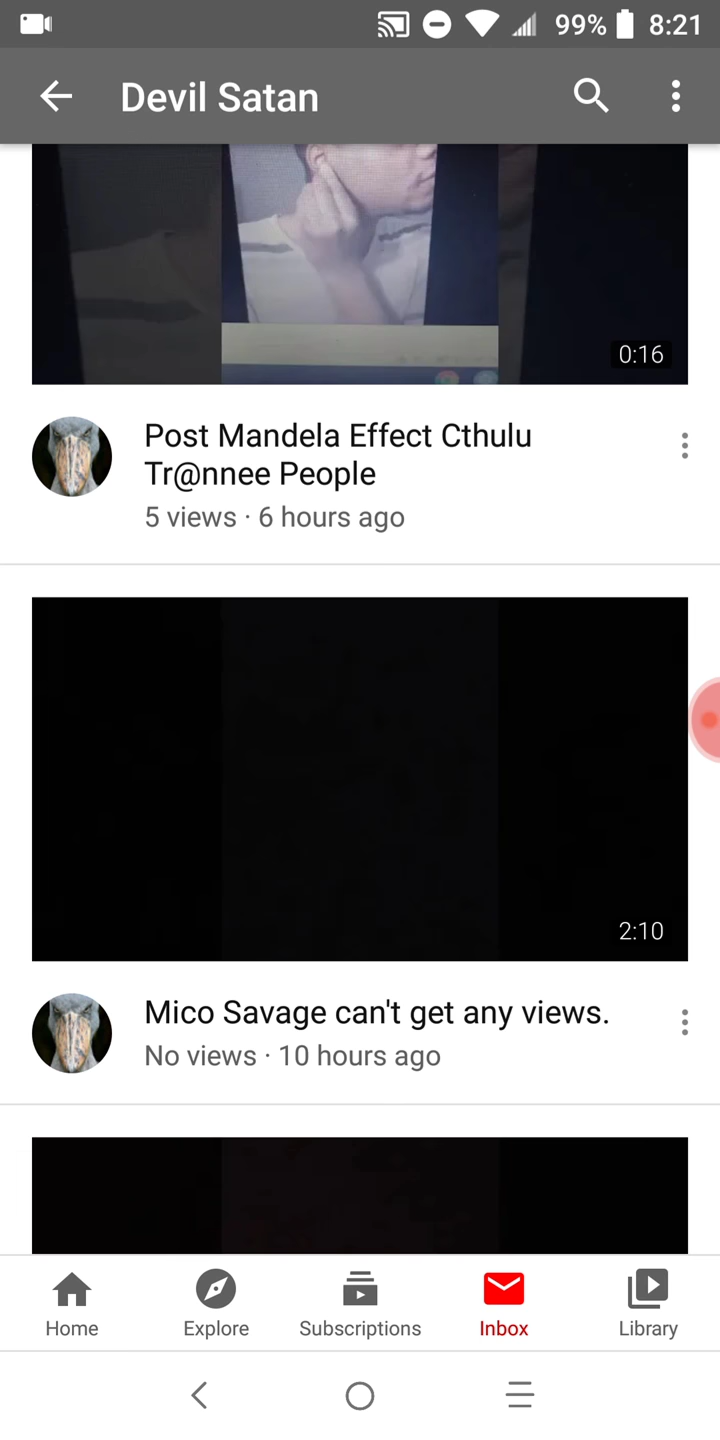 99% 8:21
Devil Satan
0:16
Post Mandela Effect Cthulu
Tr@nnee People
5 views · 6 hours ago
2:10
Mico Savage can't get any views.
No views · 10 hours ago
Home Explore Subscriptions Inbox Library